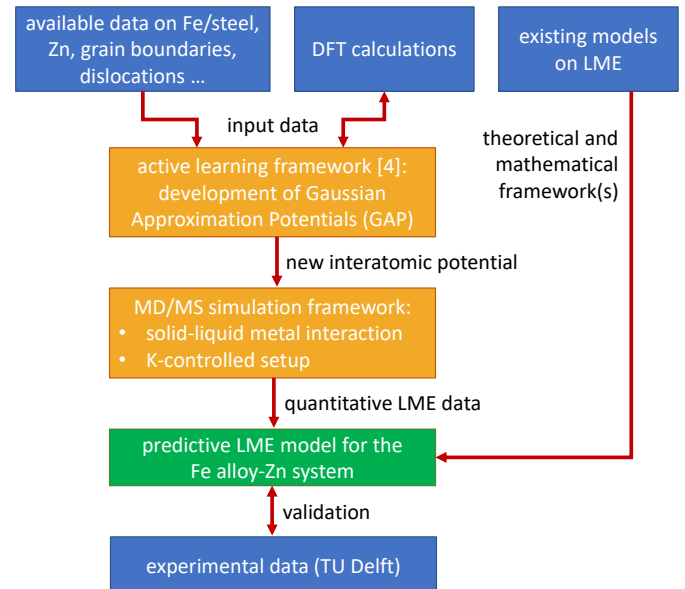 available data on Fe/steel,
Zn, grain boundaries,
dislocations …
DFT calculations
existing models
on LME
input data
theoretical and
mathematical
framework(s)
active learning framework [4]:
development of Gaussian
Approximation Potentials (GAP)
new interatomic potential
MD/MS simulation framework:
• solid-liquid metal interaction
• K-controlled setup
quantitative LME data
predictive LME model for the
Fe alloy-Zn system
validation
experimental data (TU Delft)